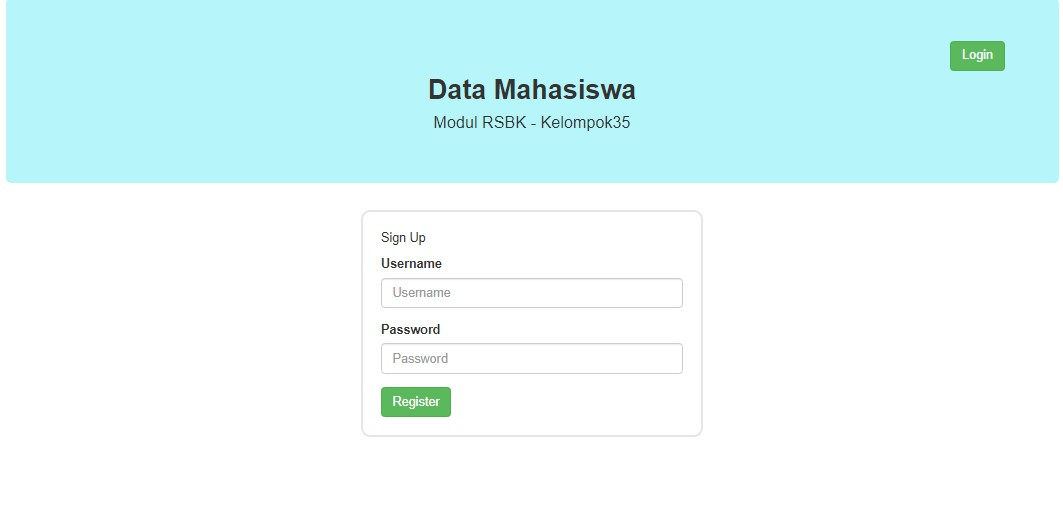 Login
Data Mahasiswa
Modul RSBK - Kelompok35
Sign Up
Username
Username
Password
Password
Register